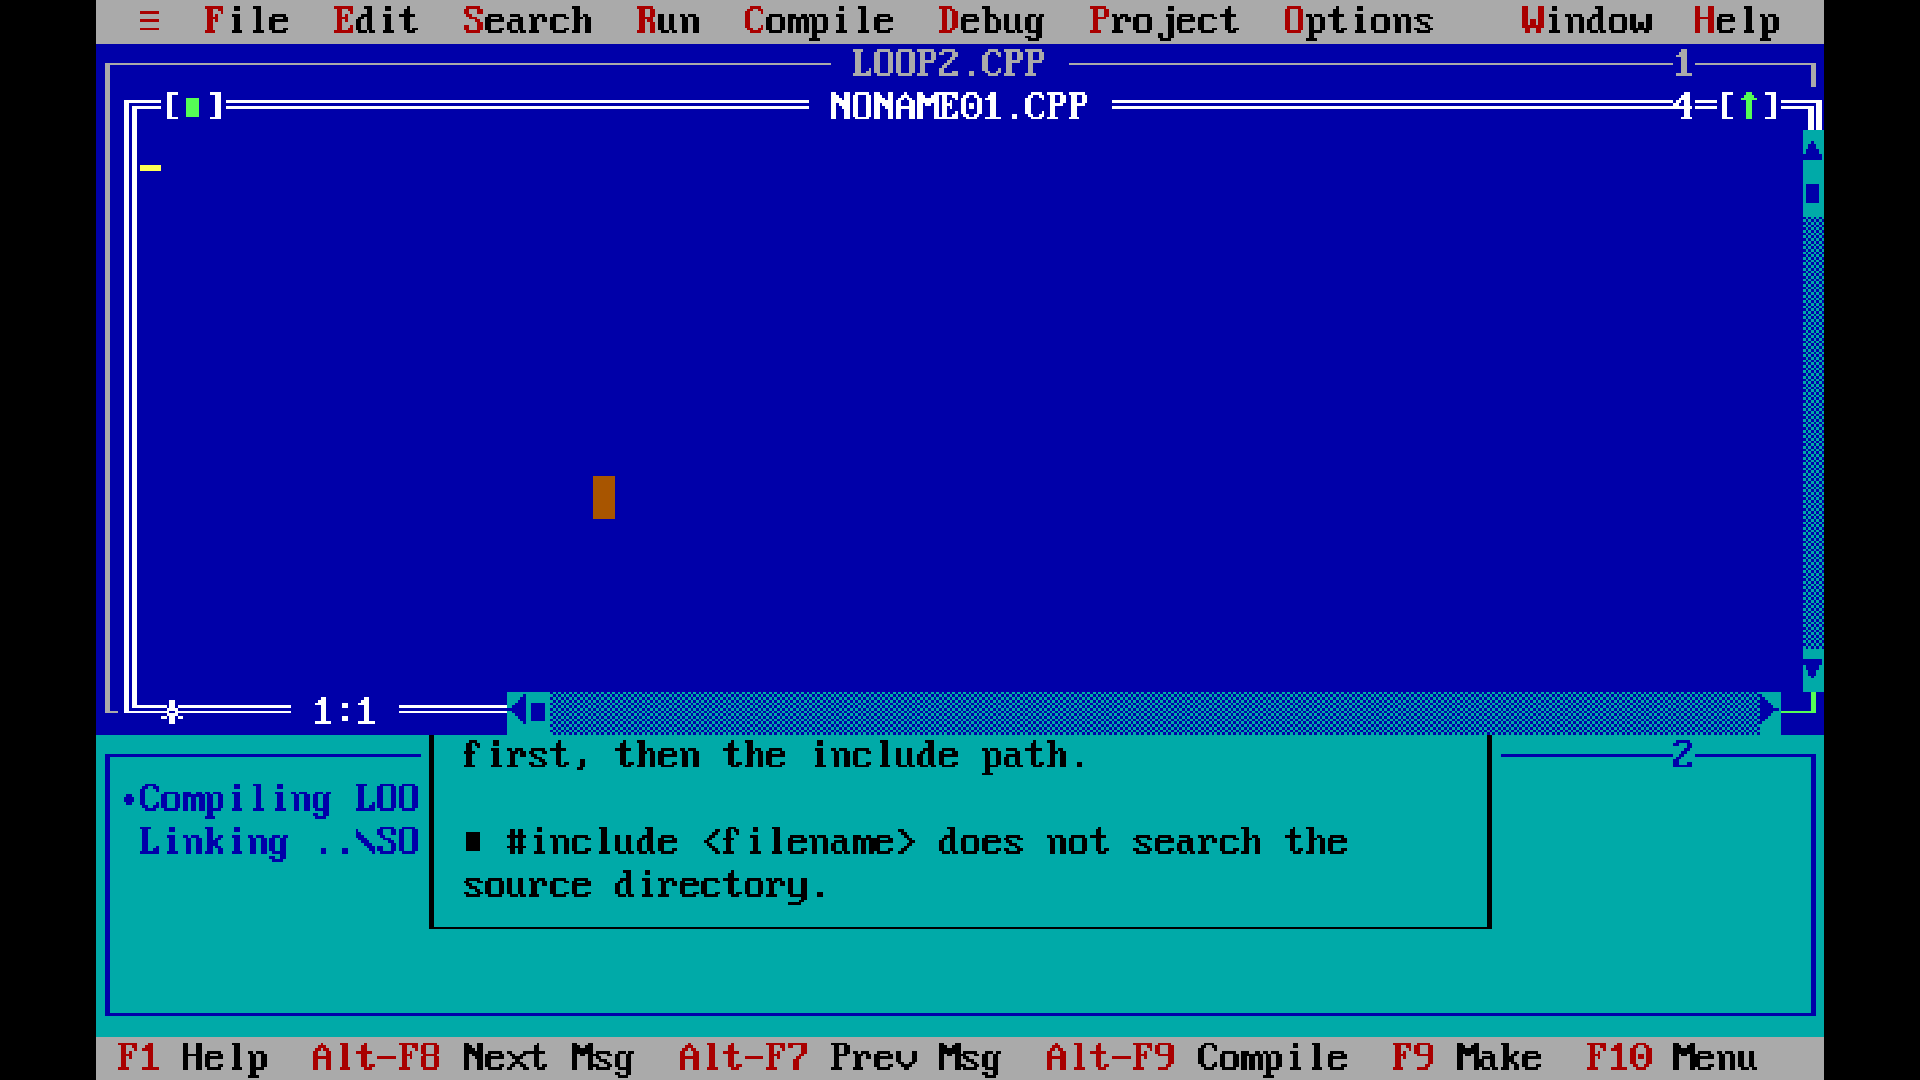 ≡ File Edit Search Run Compile Debug Project Options Window Help
LOOP2.CPP 1
[■] NONAME01.CPP 4=[↑]
* 1:1
first, then the include path.
2
•Compiling LOO
Linking ..\SO
■ #include <filename> does not search the
source directory.
F1 Help Alt-F8 Next Msg Alt-F7 Prev Msg Alt-F9 Compile F9 Make F10 Menu